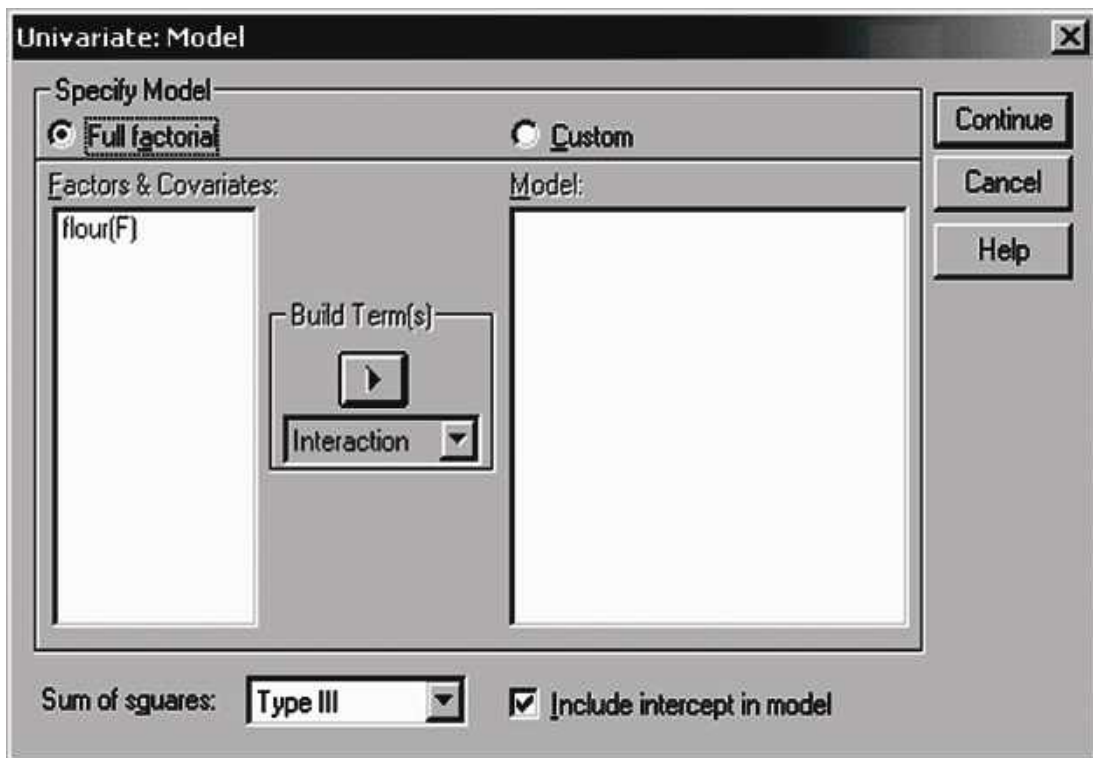 Univariate: Model
Specify Model
Full factorial
Custom
Continue
Cancel
Help
Factors & Covariates:
Model:
flour(F)
Build Term(s)
Interaction
Sum of squares:
Type III
Include intercept in model